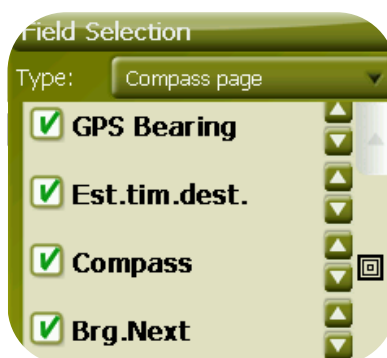 Field Selection
Type: Compass page
GPS Bearing
Est.tim.dest.
Compass
Brg.Next